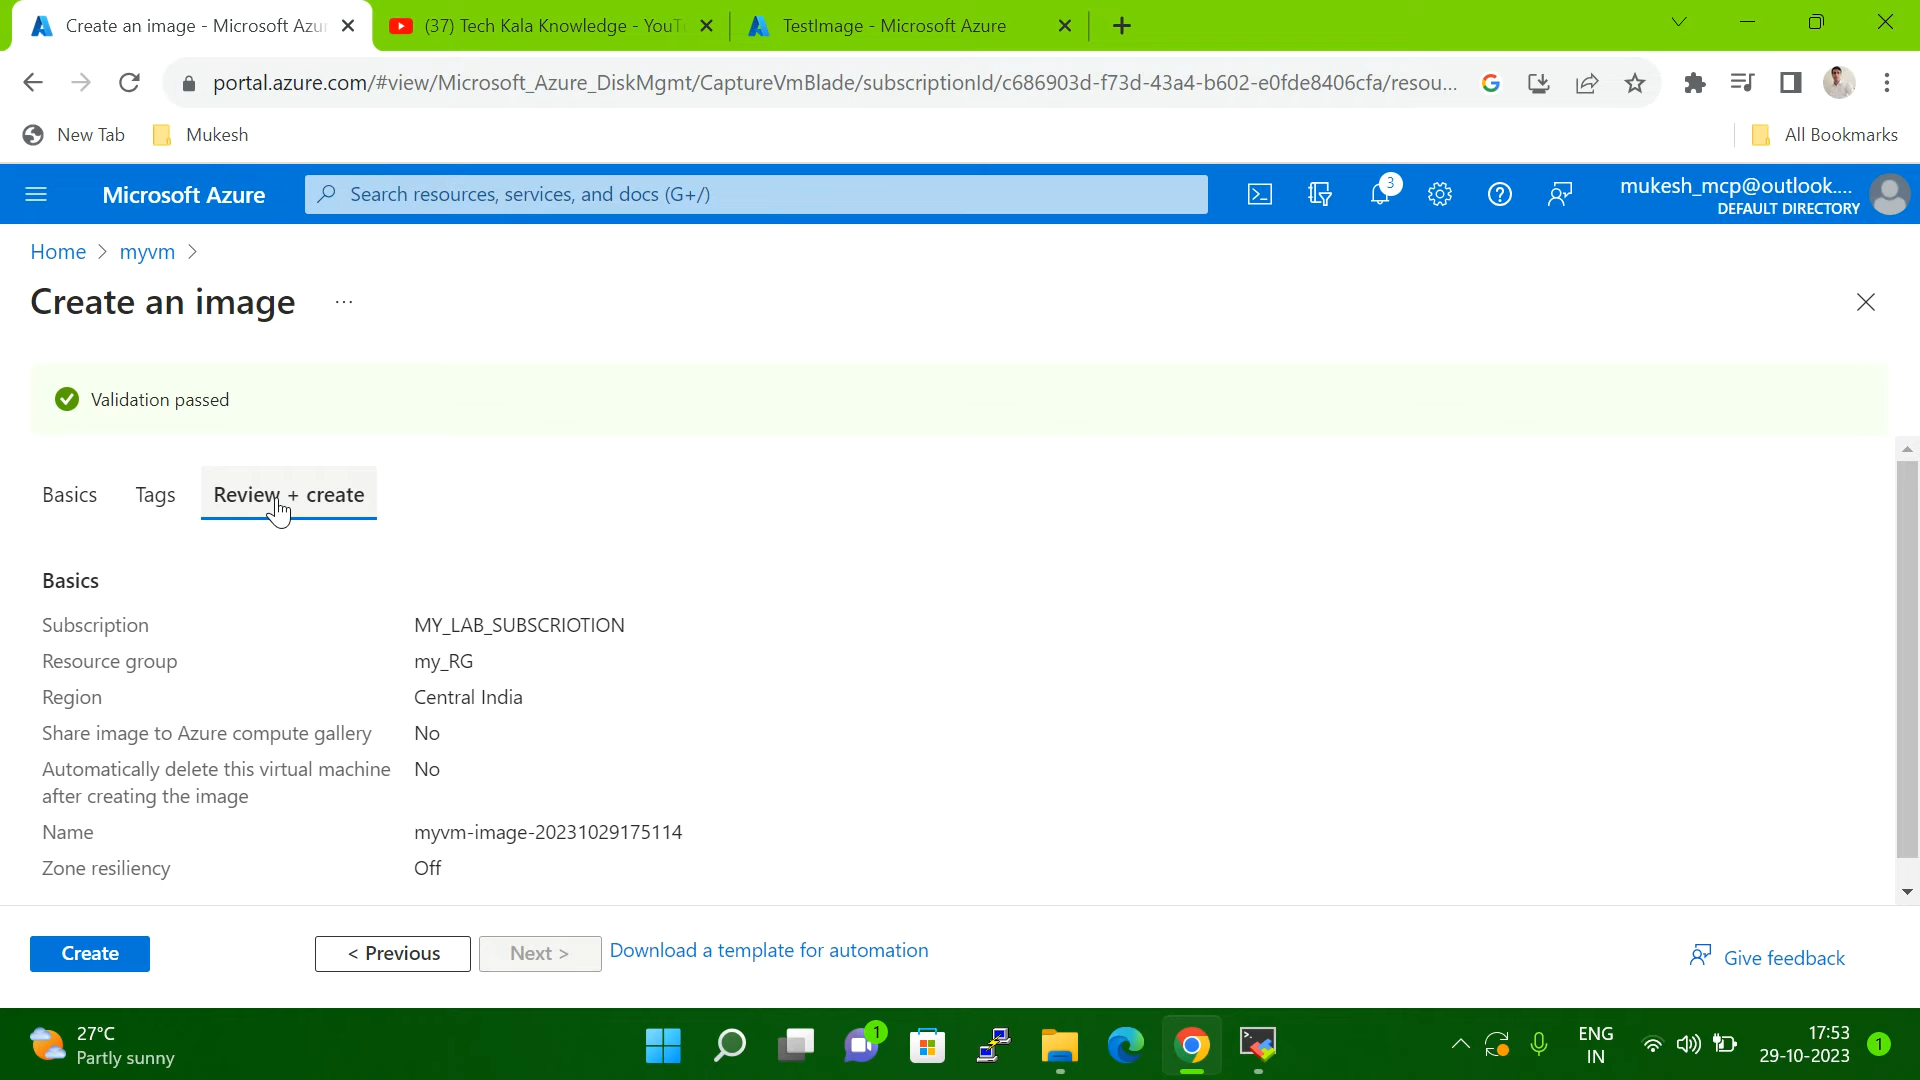 Create an image - Microsoft Azur
(37) Tech Kala Knowledge - YouT
TestImage - Microsoft Azure
portal.azure.com/#view/Microsoft_Azure_DiskMgmt/CaptureVmBlade/subscriptionId/c686903d-f73d-43a4-b602-e0fde8406cfa/resou...
New Tab
Mukesh
All Bookmarks
Microsoft Azure
Search resources, services, and docs (G+/)
3
mukesh_mcp@outlook....
DEFAULT DIRECTORY
Home > myvm >
Create an image ...
Validation passed
Basics Tags Review + create
Basics
Subscription MY_LAB_SUBSCRIOTION
Resource group my_RG
Region Central India
Share image to Azure compute gallery No
Automatically delete this virtual machine No
after creating the image
Name myvm-image-20231029175114
Zone resiliency Off
Create
< Previous
Next >
Download a template for automation
Give feedback
27°C
Partly sunny
1
ENG
IN
17:53
29-10-2023
1